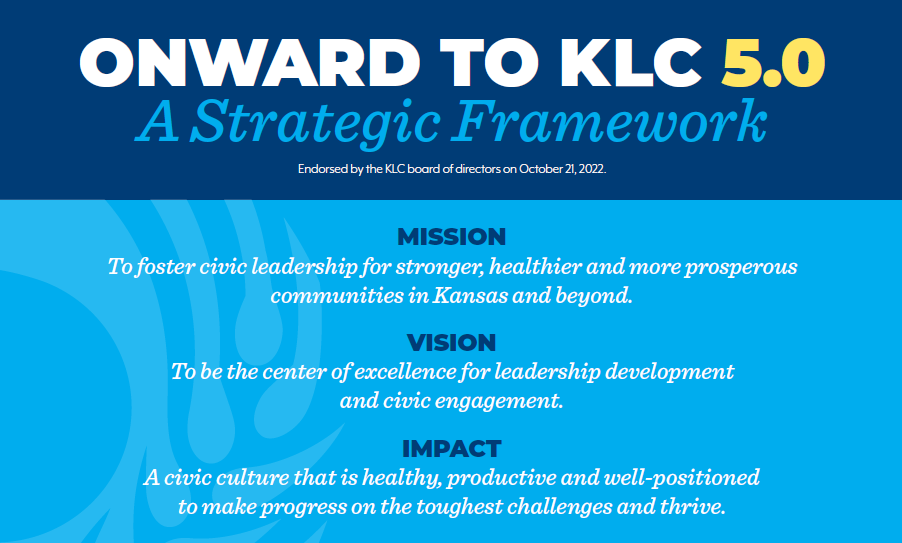 ONWARD TO KLC 5.0
A Strategic Framework
Endorsed by the KLC board of directors on October 21, 2022.
MISSION
To foster civic leadership for stronger, healthier and more prosperous
communities in Kansas and beyond.
VISION
To be the center of excellence for leadership development
and civic engagement.
IMPACT
A civic culture that is healthy, productive and well-positioned
to make progress on the toughest challenges and thrive.